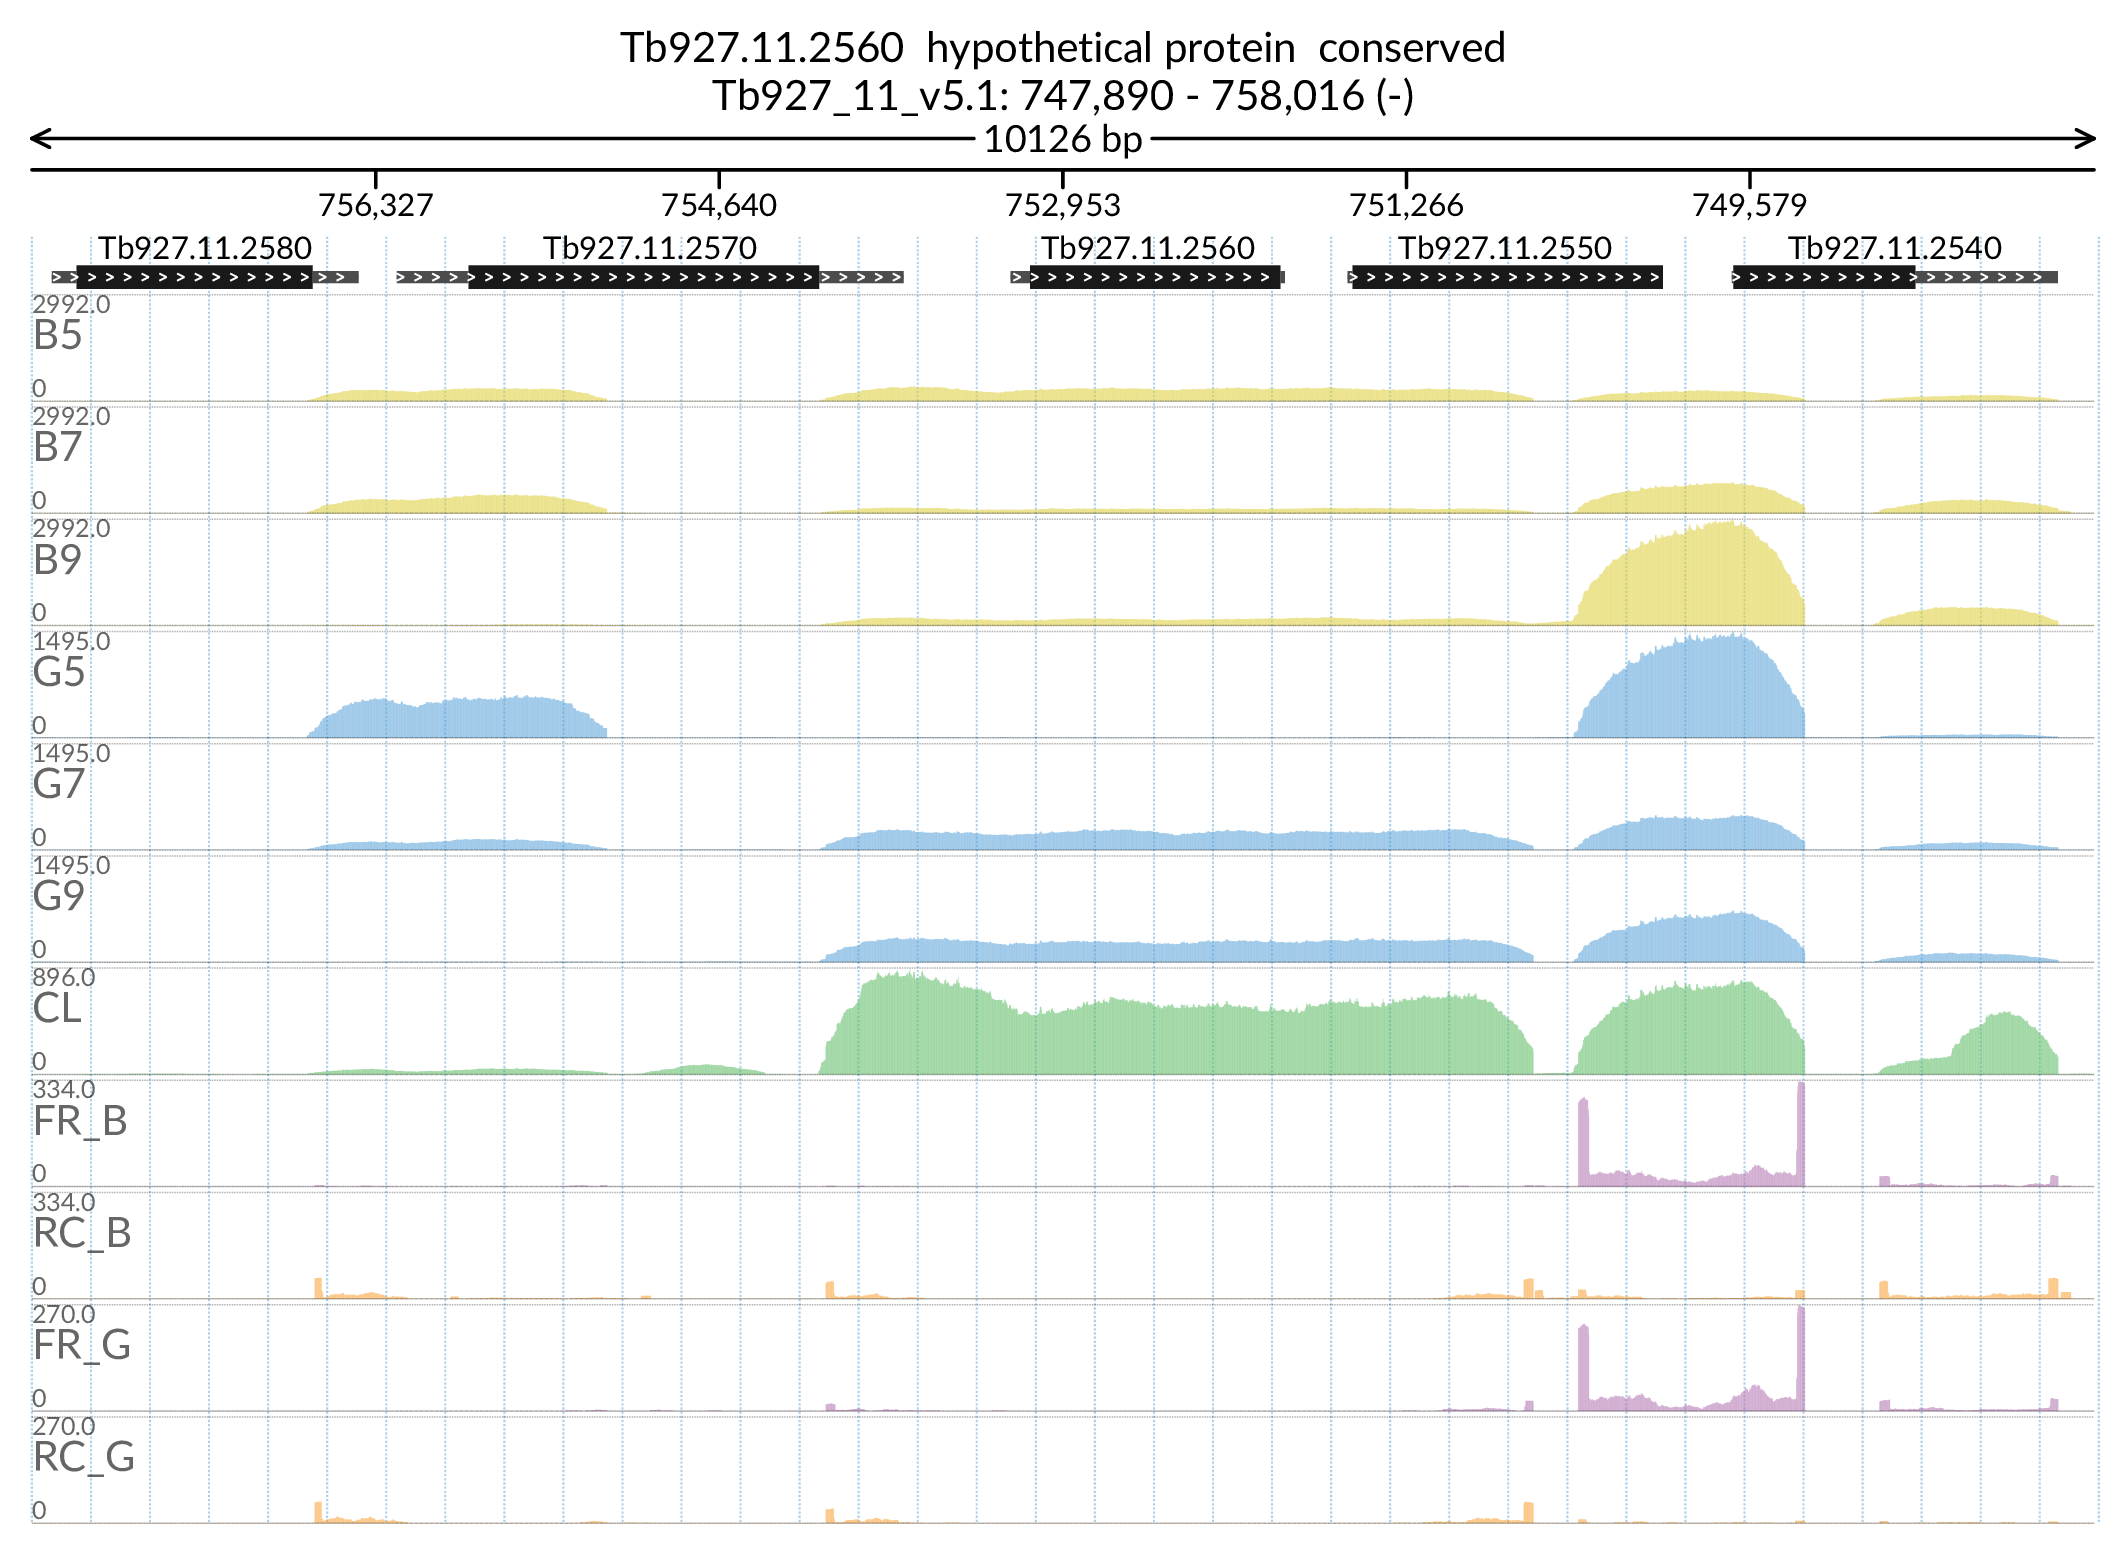 Tb927.11.2560  hypothetical protein  conserved
Tb927_11_v5.1: 747,890 - 758,016 (-)
10126 bp
756,327 754,640 752,953 751,266 749,579
Tb927.11.2580 Tb927.11.2570 Tb927.11.2560 Tb927.11.2550 Tb927.11.2540
2992.0
B5
0
2992.0
B7
0
2992.0
B9
0
1495.0
G5
0
1495.0
G7
0
1495.0
G9
0
896.0
CL
0
334.0
FR_B
0
334.0
RC_B
0
270.0
FR_G
0
270.0
RC_G
0